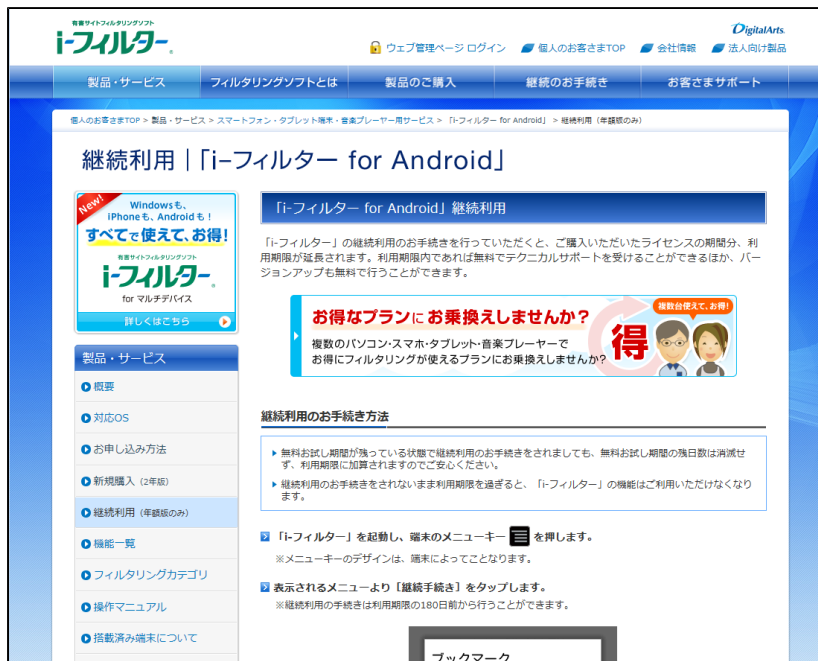 有害サイトフィルタリングソフト
i-フィルター®
DigitalArts.
ウェブ管理ページ ログイン 個人のお客さまTOP 会社情報 法人向け製品
製品・サービス フィルタリングソフトとは 製品のご購入 継続のお手続き お客さまサポート
個人のお客さまTOP > 製品・サービス > スマートフォン・タブレット端末・音楽プレーヤー用サービス > 「i-フィルター for Android」 > 継続利用（年額版のみ）
継続利用｜「i-フィルター for Android」
New!
Windowsも、
iPhoneも、Androidも！
すべてで使えて、お得！
有害サイトフィルタリングソフト
i-フィルター®
for マルチデバイス
詳しくはこちら
製品・サービス
概要
対応OS
お申し込み方法
新規購入（2年版）
継続利用（年額版のみ）
機能一覧
フィルタリングカテゴリ
操作マニュアル
搭載済み端末について
「i-フィルター for Android」継続利用
「i-フィルター」の継続利用のお手続きを行っていただくと、ご購入いただいたライセンスの期間分、利
用期限が延長されます。利用期限内であれば無料でテクニカルサポートを受けることができるほか、バー
ジョンアップも無料で行うことができます。
お得なプランにお乗換えしませんか？
複数のパソコン・スマホ・タブレット・音楽プレーヤーで
お得にフィルタリングが使えるプランにお乗換えしませんか？
得
複数台使えて、お得！
継続利用のお手続き方法
無料お試し期間が残っている状態で継続利用のお手続きをされましても、無料お試し期間の残日数は消滅せ
ず、利用期限に加算されますのでご安心ください。
継続利用のお手続きをされないまま利用期限を過ぎると、「i-フィルター」の機能はご利用いただけなくなり
ます。
「i-フィルター」を起動し、端末のメニューキー を押します。
※メニューキーのデザインは、端末によってことなります。
表示されるメニューより［継続手続き］をタップします。
※継続利用の手続きは利用期限の180日前から行うことができます。
ブックマーク